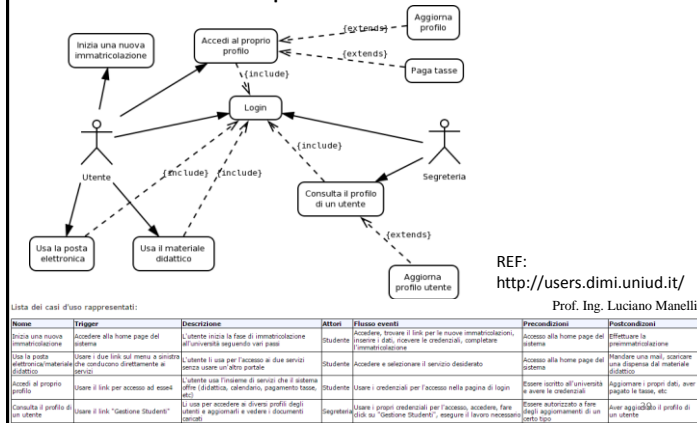 Aggiorna
profilo
{extends}
Accedi al proprio
profilo
Inizia una nuova
immatricolazione
{extends}
Paga tasse
{include}
Login
{include}
Utente
{include}
{include}
Segreteria
Consulta il profilo
di un utente
Usa la posta
elettronica
Usa il materiale
didattico
{extends}
Aggiorna
profilo utente
REF:
http://users.dimi.uniud.it/
Prof. Ing. Luciano Manelli
Lista dei casi d'uso rappresentati:
Nome Trigger Descrizione Attori Flusso eventi Precondizioni Postcondizoni
Inizia una nuova immatricolazione Accedere alla home page del sistema L'utente inizia la fase di immatricolazione all'università seguendo vari passi Studente Accedere, trovare il link per le nuove immatricolazioni, inserire i dati, ricevere le credenziali, completare l'immatricolazione Accesso alla home page del sistema Effettuare la preimmatricolazione
Usa la posta elettronica/materiale didattico Usare i due link sul menu a sinistra che conducono direttamente ai servizi L'utente li usa per l'accesso ai due servizi senza usare un'altro portale Studente Accedere e selezionare il servizio desiderato Accesso alla home page del sistema Mandare una mail, scaricare una dispensa dal materiale didattico
Accedi al proprio profilo Usare il link per accesso ad esse4 L'utente usa l'insieme di servizi che il sistema offre (didattica, calendario, pagamento tasse, etc) Studente Usare i credenziali per l'accesso nella pagina di login Essere iscritto all'università e avere le credenziali Aggiornare i propri dati, aver pagato le tasse, etc
Consulta il profilo di un utente Usare il link "Gestione Studenti" Li usa per accedere ai diversi profili degli utenti e aggiornarli e vedere i documenti caricati Segreteria Usare i propri credenziali per l'accesso, accedere, fare click su "Gestione Studenti", eseguire il lavoro necessario Essere autorizzato a fare degli aggiornamenti di un certo tipo Aver aggiornato il profilo di un utente